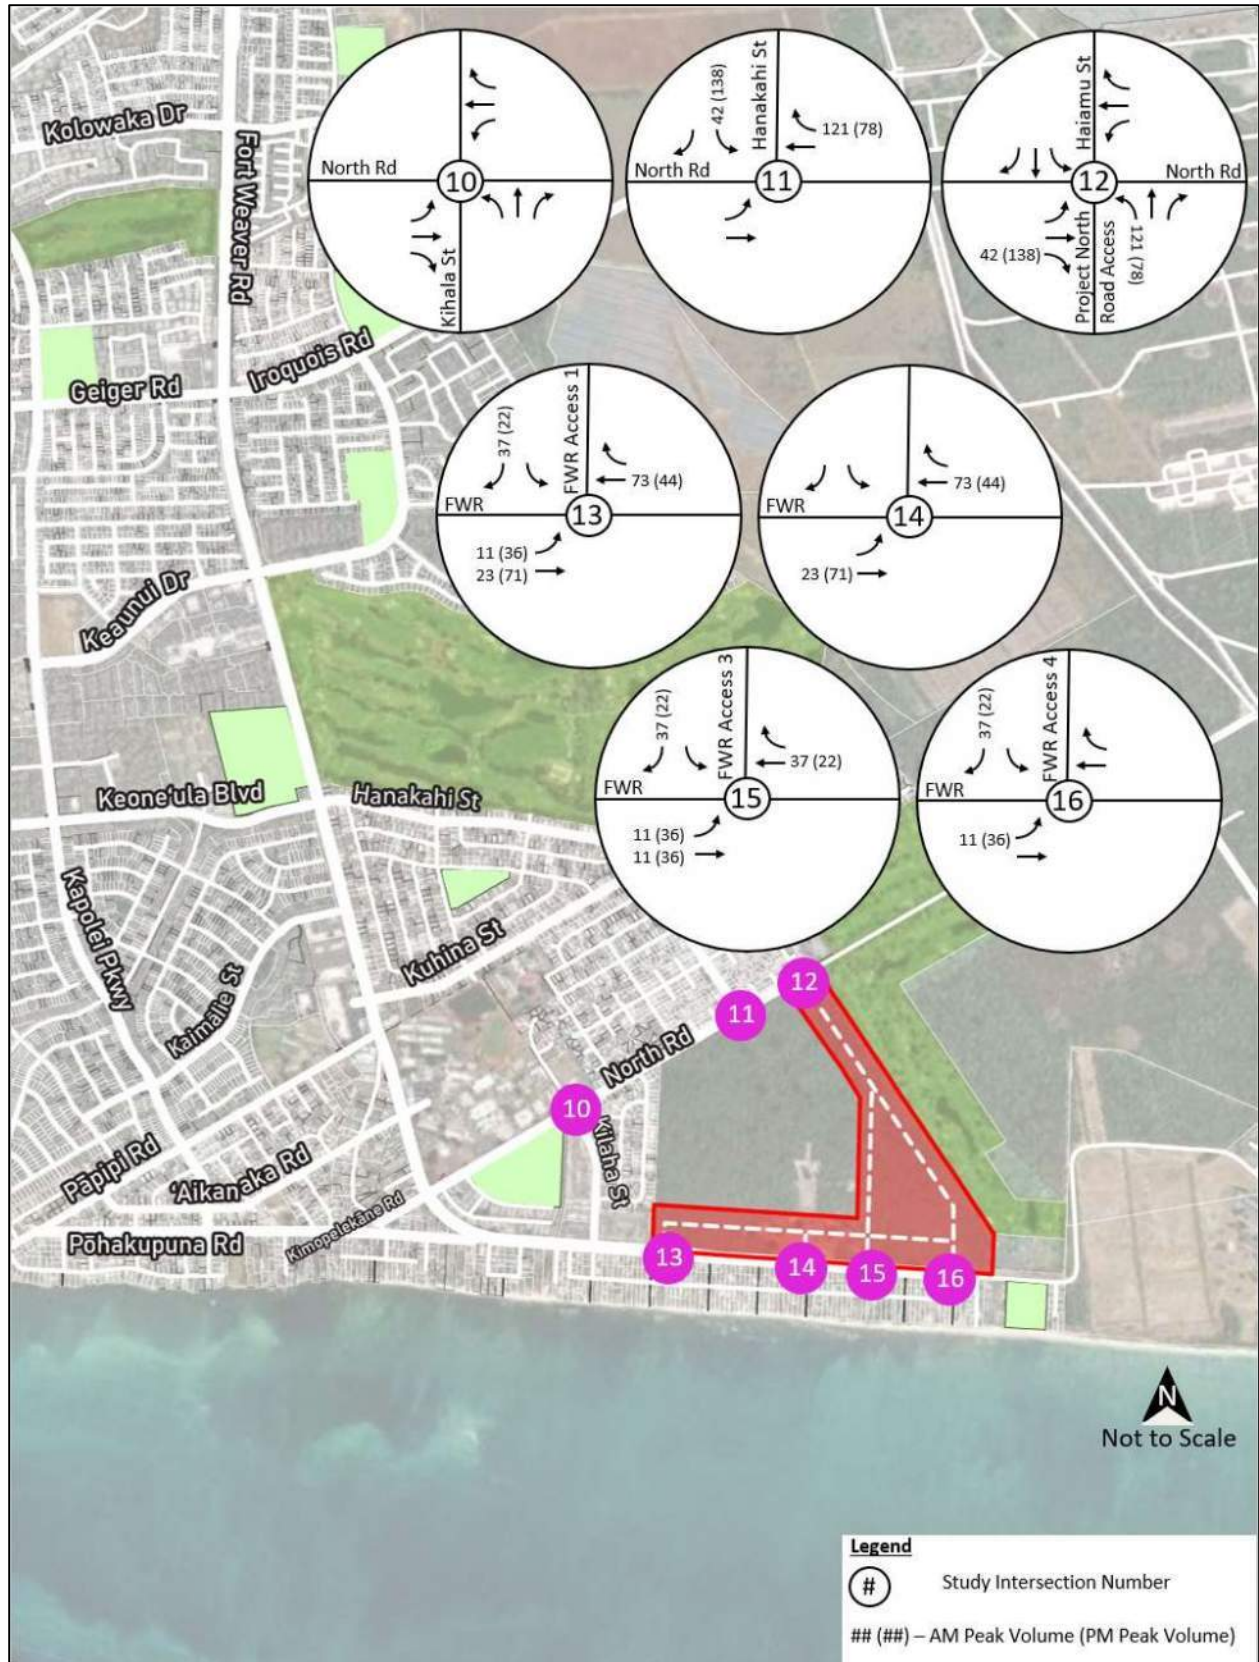 Kolowaka Dr
Fort Weaver Rd
North Rd
10
Kihala St
42 (138)
Hanakahi St
121 (78)
North Rd
11
Haiamu St
North Rd
12
42 (138)
Project North
Road Access
121 (78)
Geiger Rd
Iroquois Rd
37 (22)
FWR Access 1
73 (44)
FWR
13
11 (36)
23 (71)
73 (44)
FWR
14
23 (71)
Keaunui Dr
37 (22)
FWR Access 3
37 (22)
FWR
15
11 (36)
11 (36)
37 (22)
FWR Access 4
FWR
16
11 (36)
Keone'ula Blvd
Hanakahi St
Kapolei Pkwy
Kaimālie St
Kuhina St
12
11
North Rd
10
Kilaha St
Pāpipi Rd
'Aikanaka Rd
Kimopelekāne Rd
Pōhakupuna Rd
13
14
15
16
N
Not to Scale
Legend
# Study Intersection Number
## (##) – AM Peak Volume (PM Peak Volume)